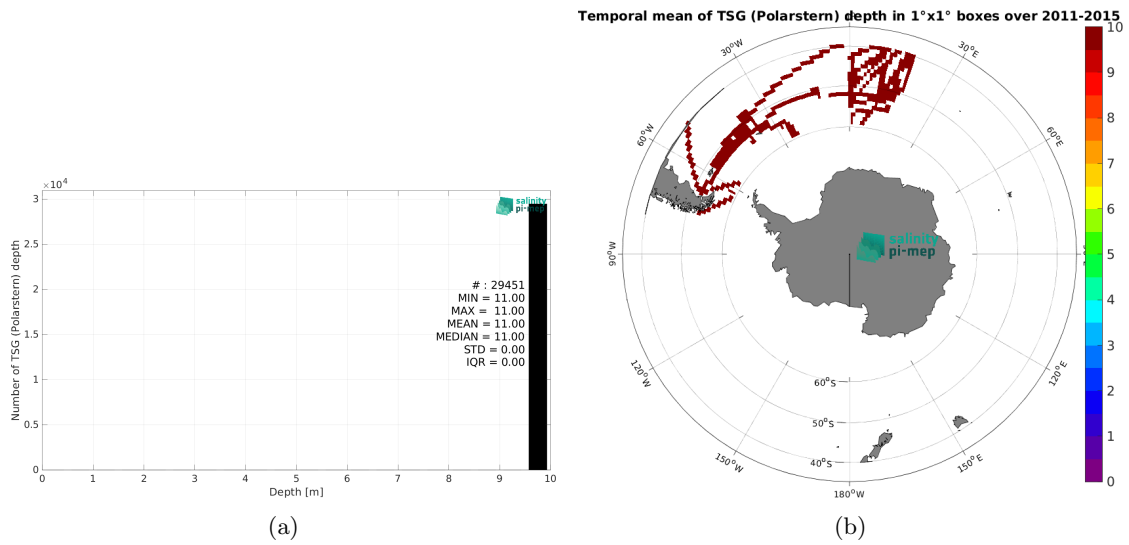 ×10⁴
3
2.5
2
1.5
1
0.5
0
Number of TSG (Polarstern) depth
salinity
pi-mep
# : 29451
MIN = 11.00
MAX = 11.00
MEAN = 11.00
MEDIAN = 11.00
STD = 0.00
IQR = 0.00
0 1 2 3 4 5 6 7 8 9 10
Depth [m]
(a)
Temporal mean of TSG (Polarstern) depth in 1°x1° boxes over 2011-2015
30°W
30°E
60°W
60°E
90°W
120°W
120°E
150°W
150°E
180°W
60°S
50°S
40°S
salinity
pi-mep
10
9
8
7
6
5
4
3
2
1
0
(b)